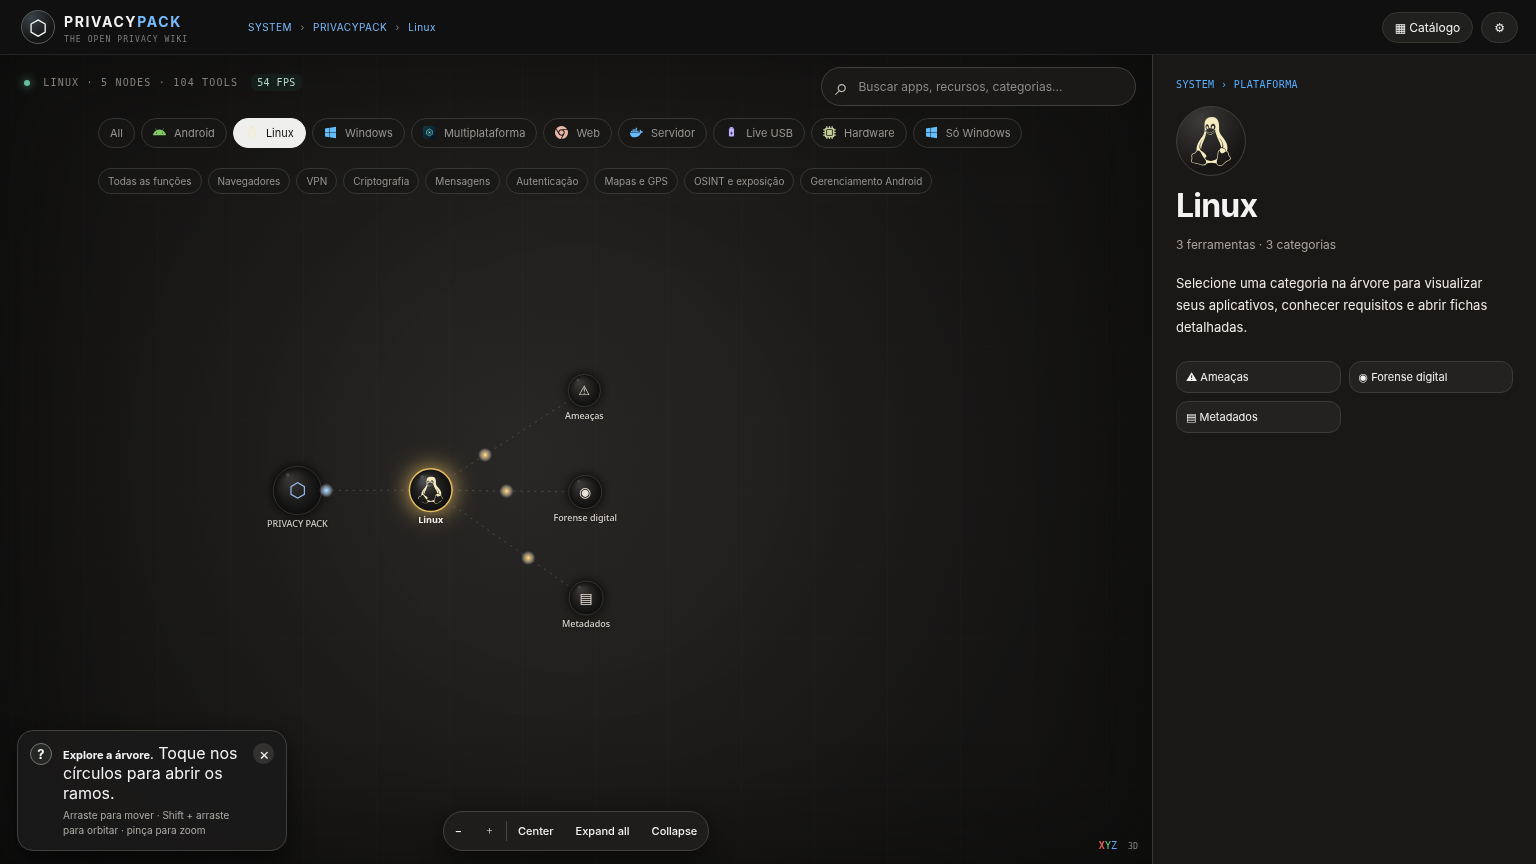 PRIVACYPACK
THE OPEN PRIVACY WIKI
SYSTEM › PRIVACYPACK › Linux
Catálogo
LINUX · 5 NODES · 104 TOOLS 54 FPS
Buscar apps, recursos, categorias...
All Android Linux Windows Multiplataforma Web Servidor Live USB Hardware Só Windows
Todas as funções Navegadores VPN Criptografia Mensagens Autenticação Mapas e GPS OSINT e exposição Gerenciamento Android
Ameaças
PRIVACY PACK
Linux
Forense digital
Metadados
? Explore a árvore. Toque nos ×
círculos para abrir os
ramos.
Arraste para mover · Shift + arraste
para orbitar · pinça para zoom
− + Center Expand all Collapse
XYZ 3D
SYSTEM › PLATAFORMA
Linux
3 ferramentas · 3 categorias
Selecione uma categoria na árvore para visualizar
seus aplicativos, conhecer requisitos e abrir fichas
detalhadas.
Ameaças Forense digital
Metadados